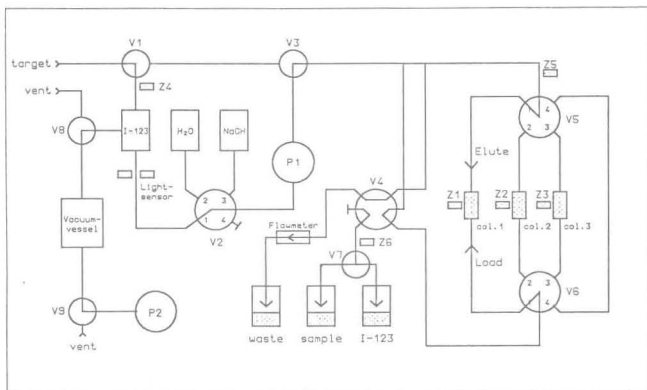 V1
V3
target
Z4
Z5
vent
V8
I-123
H2O
NaOH
P1
1 4
2 3
V5
Elute
Light-
sensor
V4
2 3
1 4
V2
Flowmeter
Z1
Z2
Z3
col.1
col.2
col.3
Vacuum-
vessel
Z6
V7
Load
2 3
1 4
V6
V9
P2
vent
waste
sample
I-123